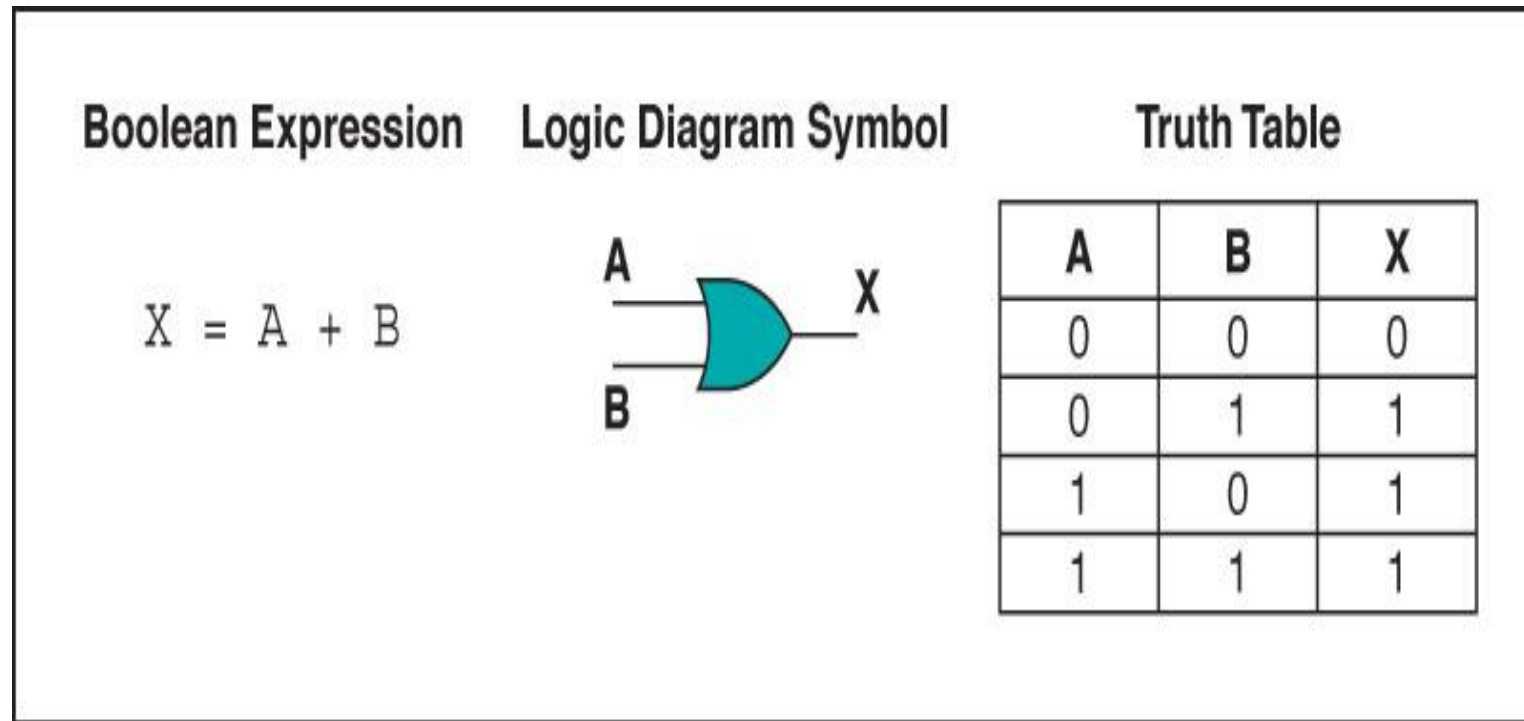 Boolean Expression Logic Diagram Symbol Truth Table
X = A + B
A
B
X
A B X
0 0 0
0 1 1
1 0 1
1 1 1